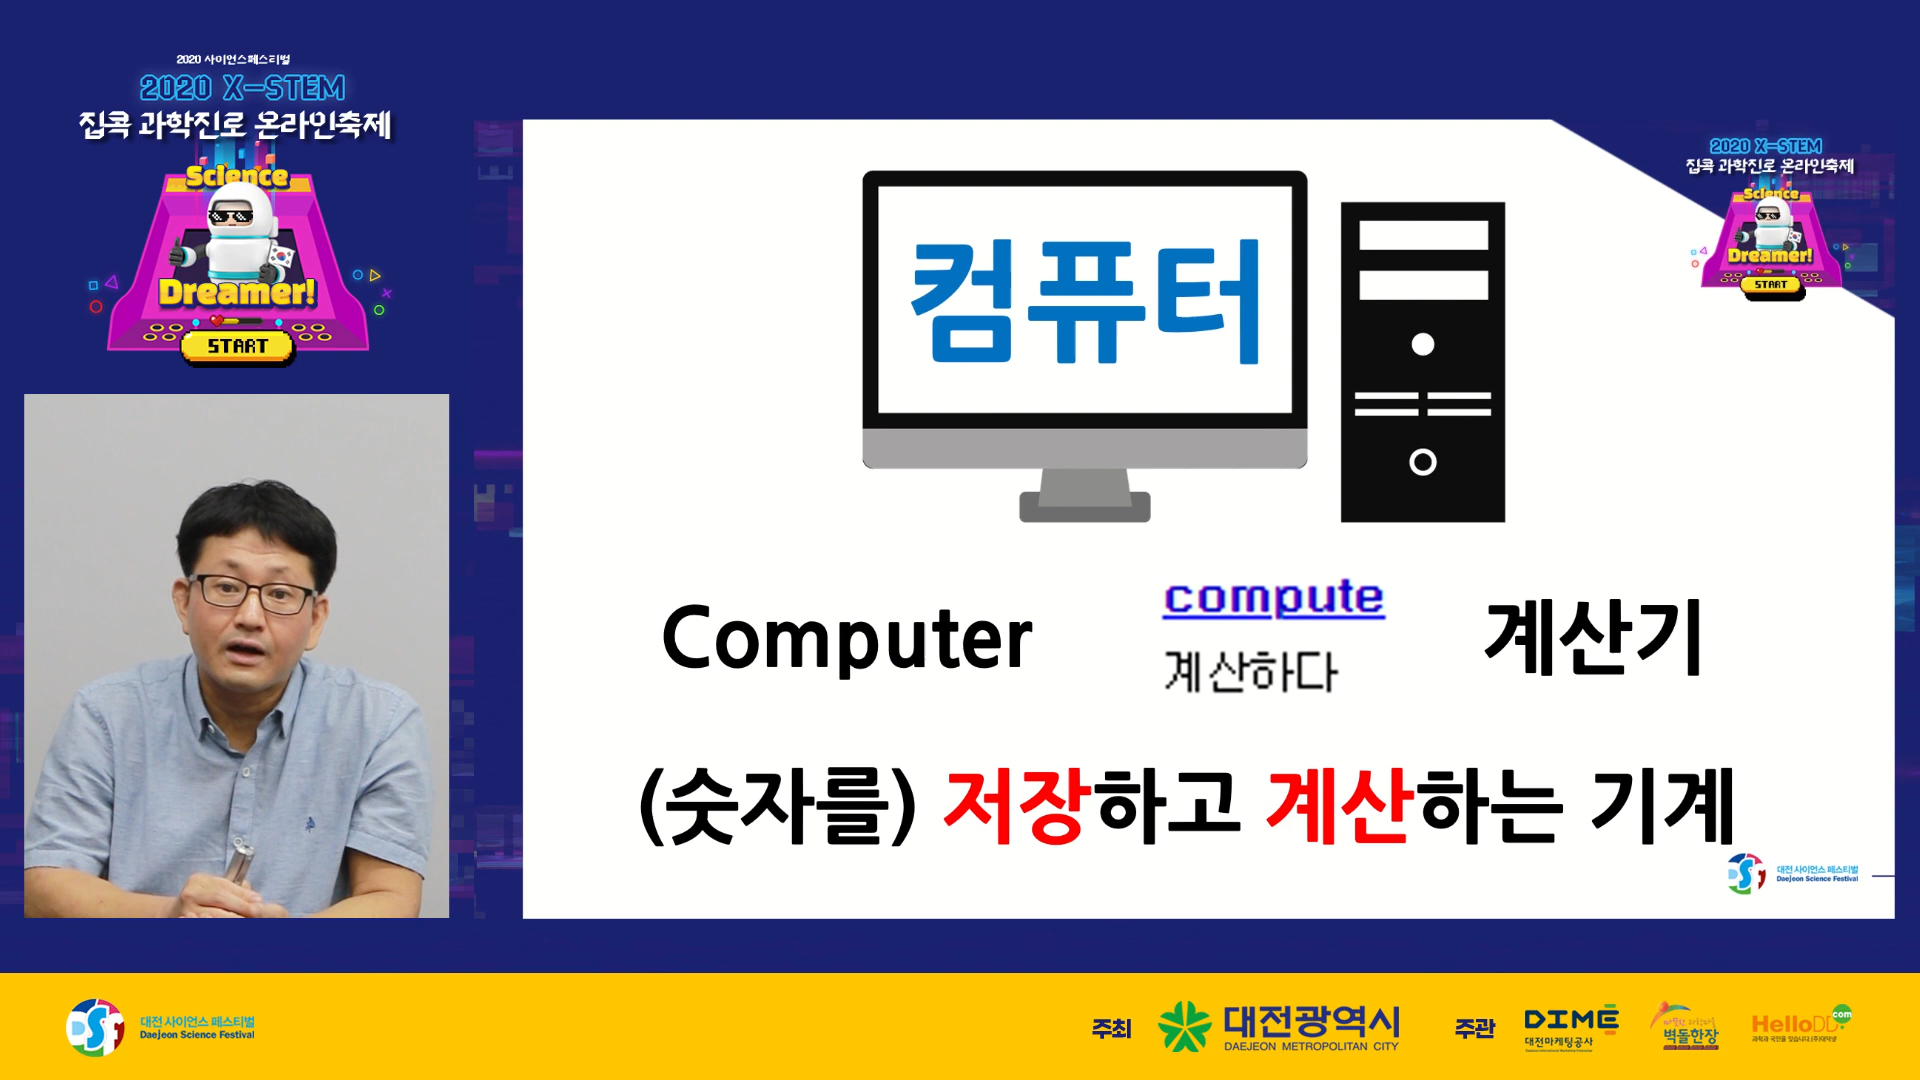 2020 사이언스페스티벌
2020 X-STEM
집콕 과학진로 온라인축제
Science
Dreamer!
START
2020 X-STEM
집콕 과학진로 온라인축제
Science
Dreamer!
START
컴퓨터
Computer
compute
계산하다
계산기
(숫자를) 저장하고 계산하는 기계
대전 사이언스 페스티벌
Daejeon Science Festival
대전 사이언스 페스티벌
Daejeon Science Festival
주최
대전광역시
DAEJEON METROPOLITAN CITY
주관
DIME
대전마케팅공사
벽돌한장
HelloDD.com